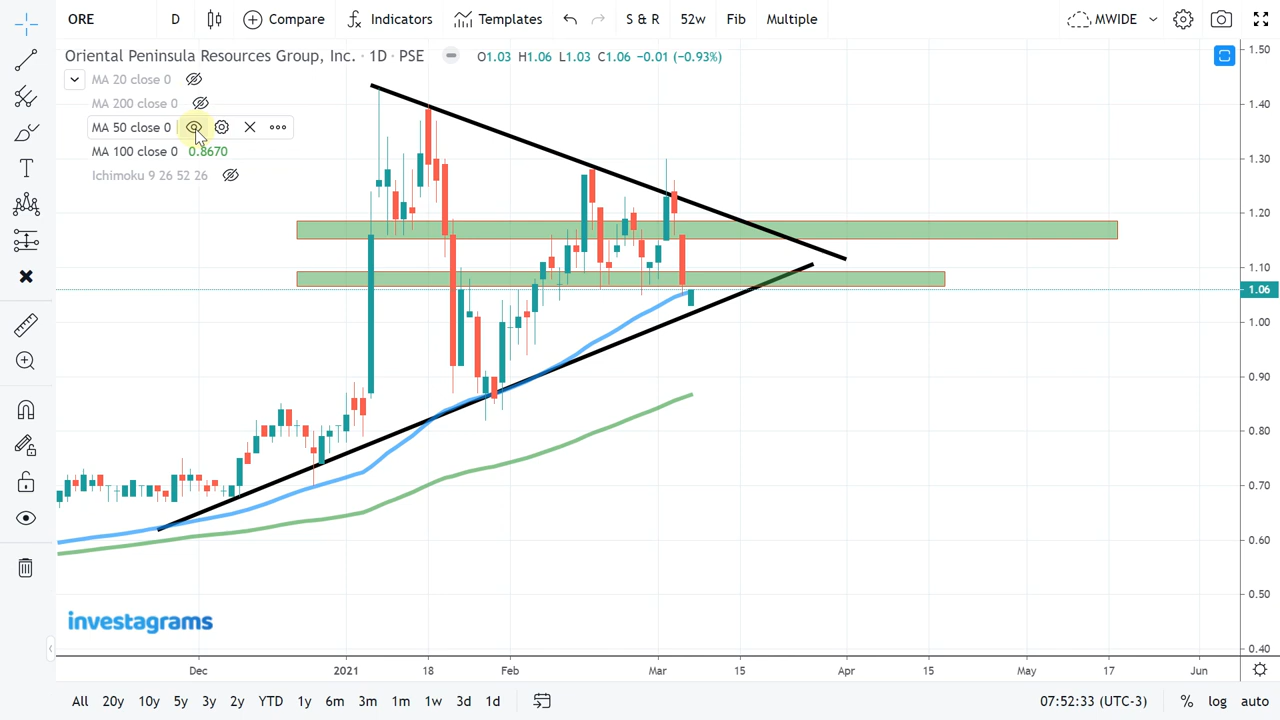 ORE D Compare Indicators Templates S & R 52w Fib Multiple MWIDE
Oriental Peninsula Resources Group, Inc. · 1D · PSE O1.03 H1.06 L1.03 C1.06 −0.01 (−0.93%)
MA 20 close 0
MA 200 close 0
MA 50 close 0
MA 100 close 0 0.8670
Ichimoku 9 26 52 26
1.50
1.40
1.30
1.20
1.10
1.06
1.00
0.90
0.80
0.70
0.60
0.50
0.40
investagrams
Dec 2021 18 Feb Mar 15 Apr 15 May 17 Jun
All 20y 10y 5y 3y 2y YTD 1y 6m 3m 1m 1w 3d 1d 07:52:33 (UTC-3) % log auto